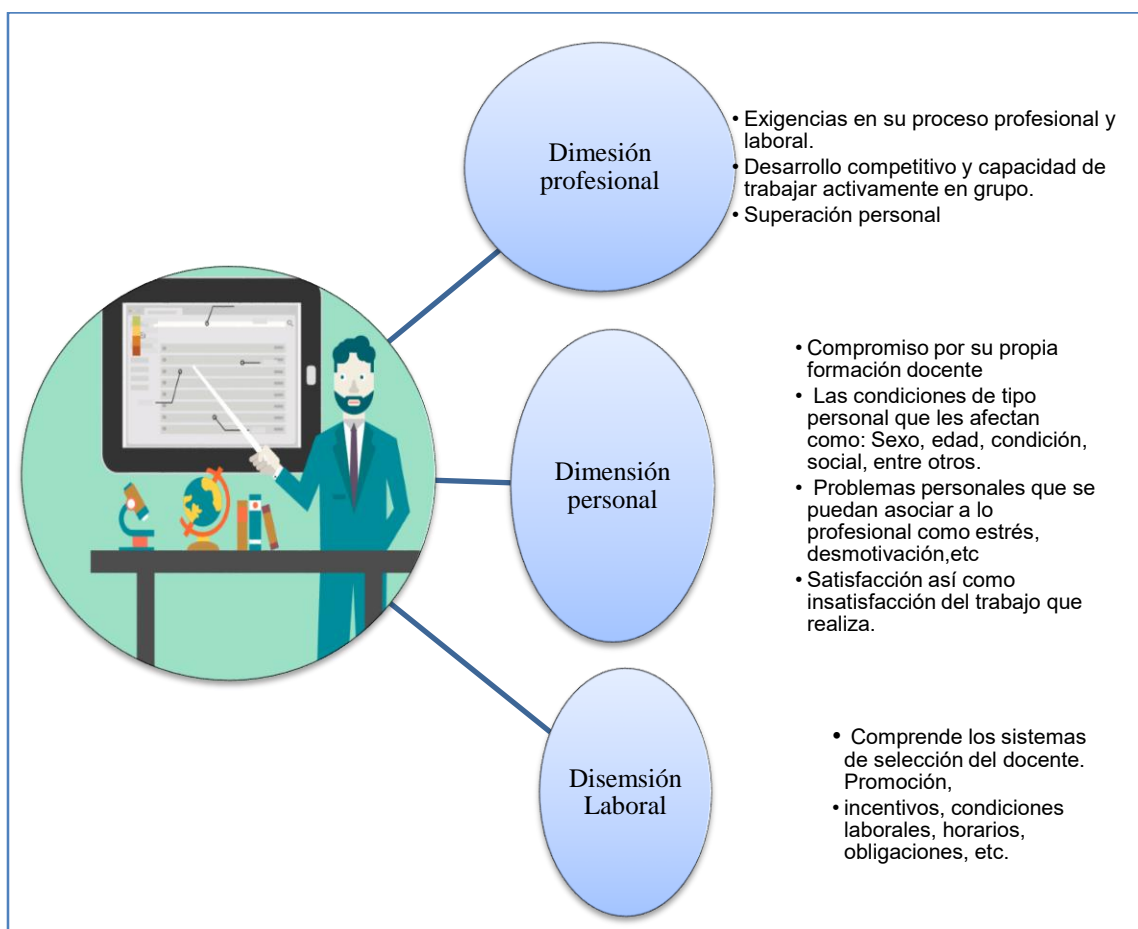 Dimesión
profesional
• Exigencias en su proceso profesional y
laboral.
• Desarrollo competitivo y capacidad de
trabajar activamente en grupo.
• Superación personal
Dimensión
personal
• Compromiso por su propia
formación docente
• Las condiciones de tipo
personal que les afectan
como: Sexo, edad, condición,
social, entre otros.
• Problemas personales que se
puedan asociar a lo
profesional como estrés,
desmotivación,etc
• Satisfacción así como
insatisfacción del trabajo que
realiza.
Disemsión
Laboral
• Comprende los sistemas
de selección del docente.
Promoción,
• incentivos, condiciones
laborales, horarios,
obligaciones, etc.